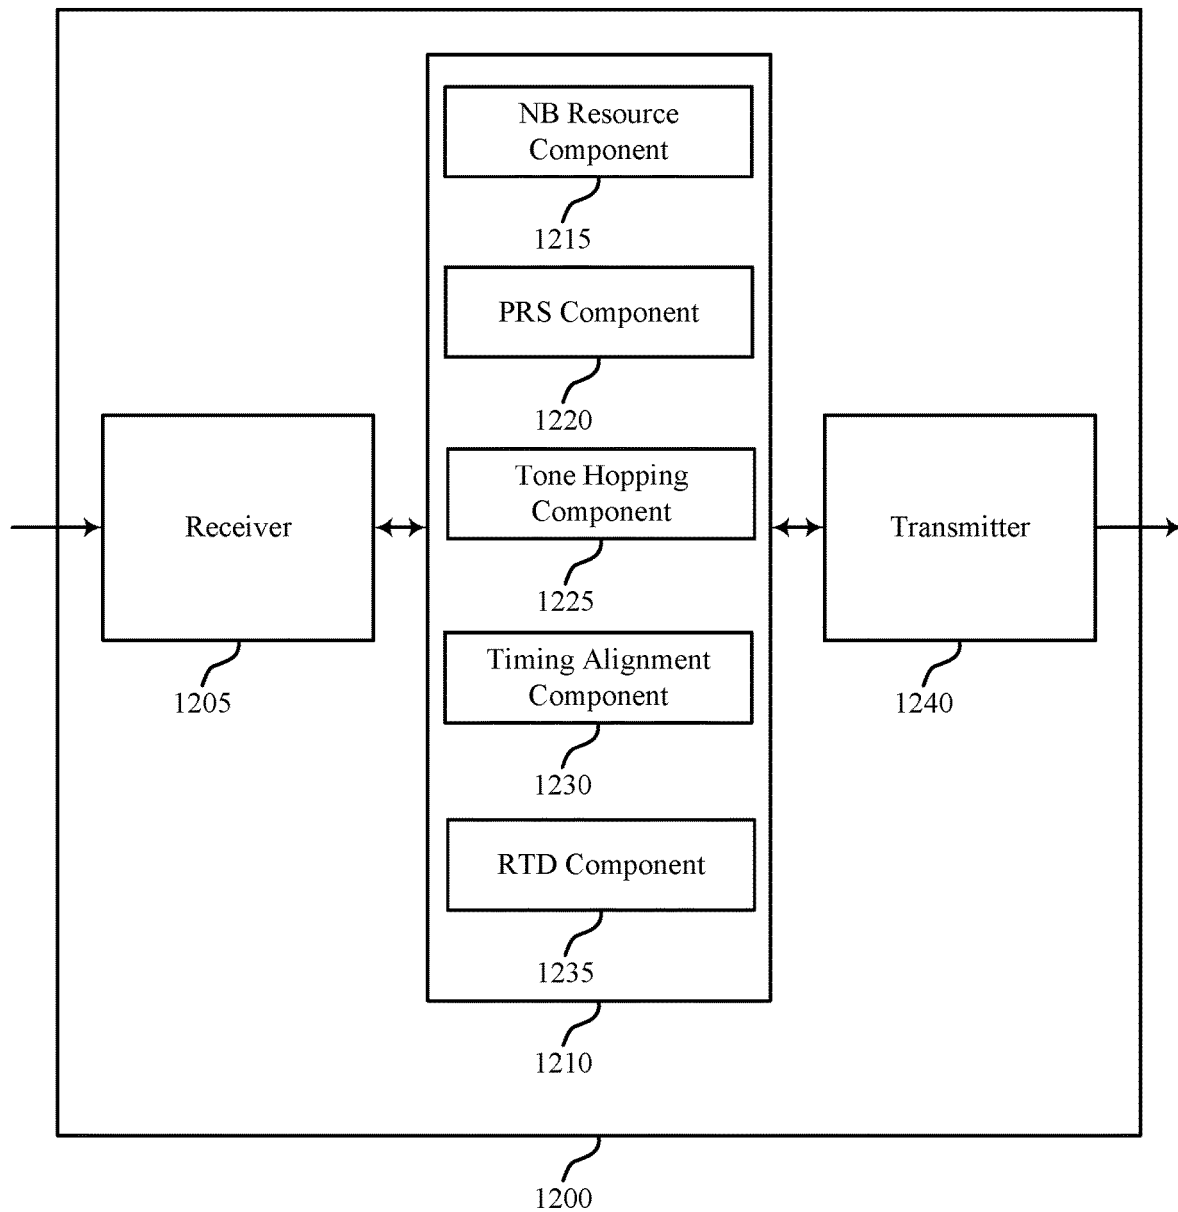 NB Resource
Component
1215
PRS Component
1220
Tone Hopping
Component
1225
Receiver
1205
Transmitter
1240
Timing Alignment
Component
1230
RTD Component
1235
1210
1200